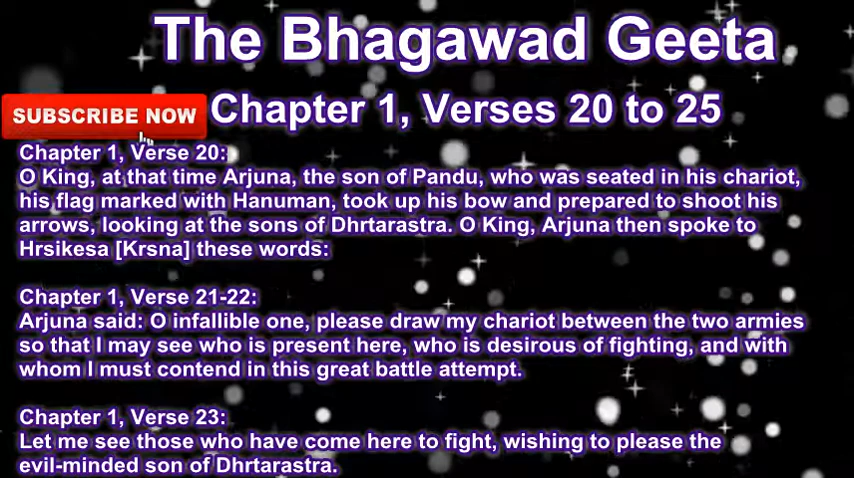 The Bhagawad Geeta
SUBSCRIBE NOW
Chapter 1, Verses 20 to 25
Chapter 1, Verse 20:
O King, at that time Arjuna, the son of Pandu, who was seated in his chariot,
his flag marked with Hanuman, took up his bow and prepared to shoot his
arrows, looking at the sons of Dhrtarastra. O King, Arjuna then spoke to
Hrsikesa [Krsna] these words:
Chapter 1, Verse 21-22:
Arjuna said: O infallible one, please draw my chariot between the two armies
so that I may see who is present here, who is desirous of fighting, and with
whom I must contend in this great battle attempt.
Chapter 1, Verse 23:
Let me see those who have come here to fight, wishing to please the
evil-minded son of Dhrtarastra.